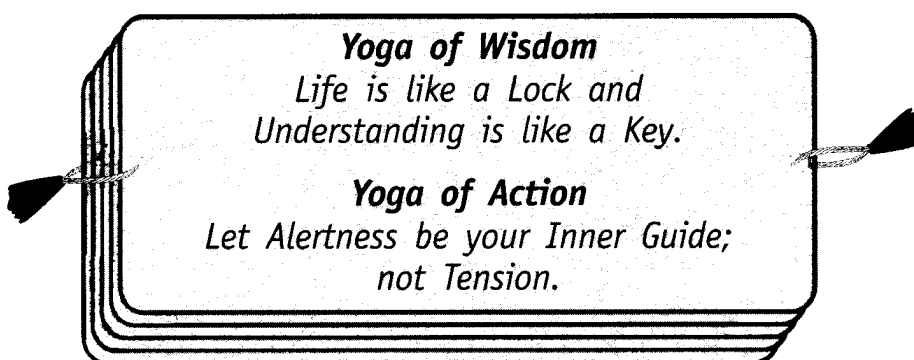 Yoga of Wisdom
Life is like a Lock and
Understanding is like a Key.
Yoga of Action
Let Alertness be your Inner Guide;
not Tension.